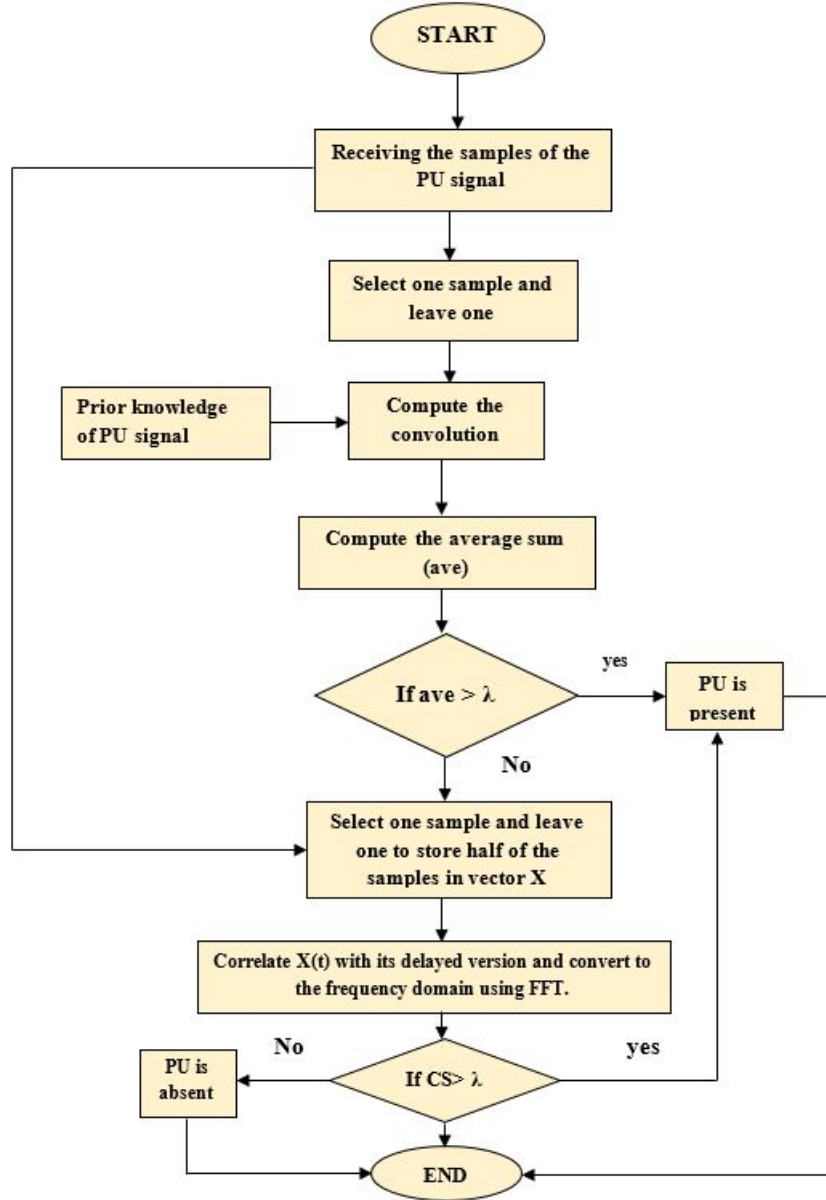 START
Receiving the samples of the
PU signal
Select one sample and
leave one
Prior knowledge
of PU signal
Compute the
convolution
Compute the average sum
(ave)
If ave > λ
yes
PU is
present
No
Select one sample and leave
one to store half of the
samples in vector X
Correlate X(t) with its delayed version and convert to
the frequency domain using FFT.
No
yes
If CS> λ
PU is
absent
END